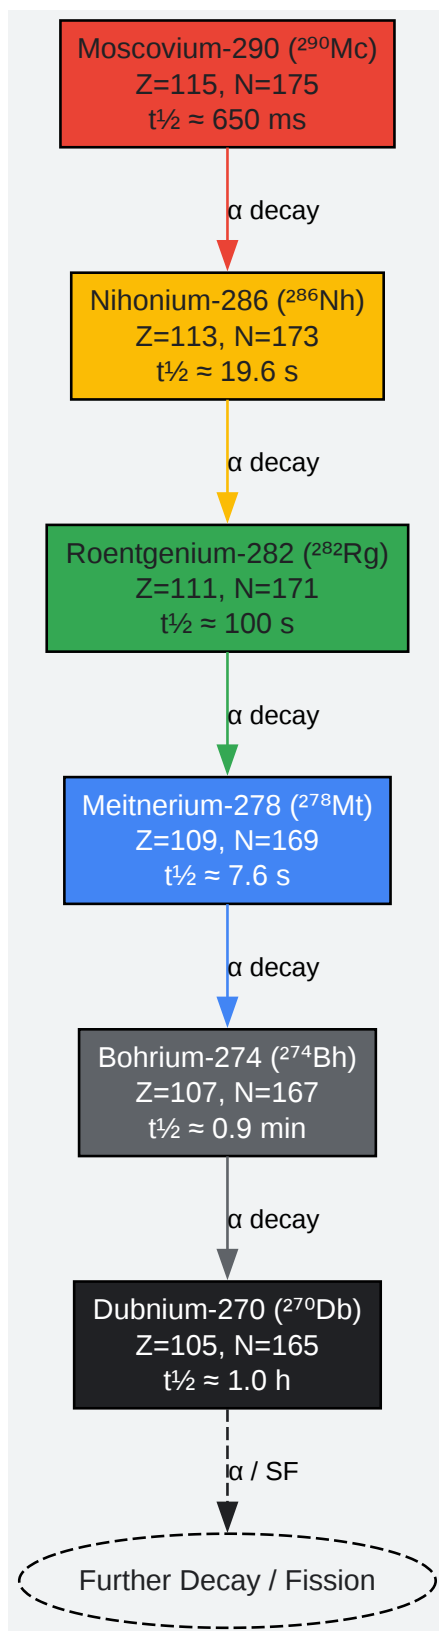 Moscovium-290 (²⁹⁰Mc)
Z=115, N=175
t½ ≈ 650 ms
α decay
Nihonium-286 (²⁸⁶Nh)
Z=113, N=173
t½ ≈ 19.6 s
α decay
Roentgenium-282 (²⁸²Rg)
Z=111, N=171
t½ ≈ 100 s
α decay
Meitnerium-278 (²⁷⁸Mt)
Z=109, N=169
t½ ≈ 7.6 s
α decay
Bohrium-274 (²⁷⁴Bh)
Z=107, N=167
t½ ≈ 0.9 min
α decay
Dubnium-270 (²⁷⁰Db)
Z=105, N=165
t½ ≈ 1.0 h
α / SF
Further Decay / Fission